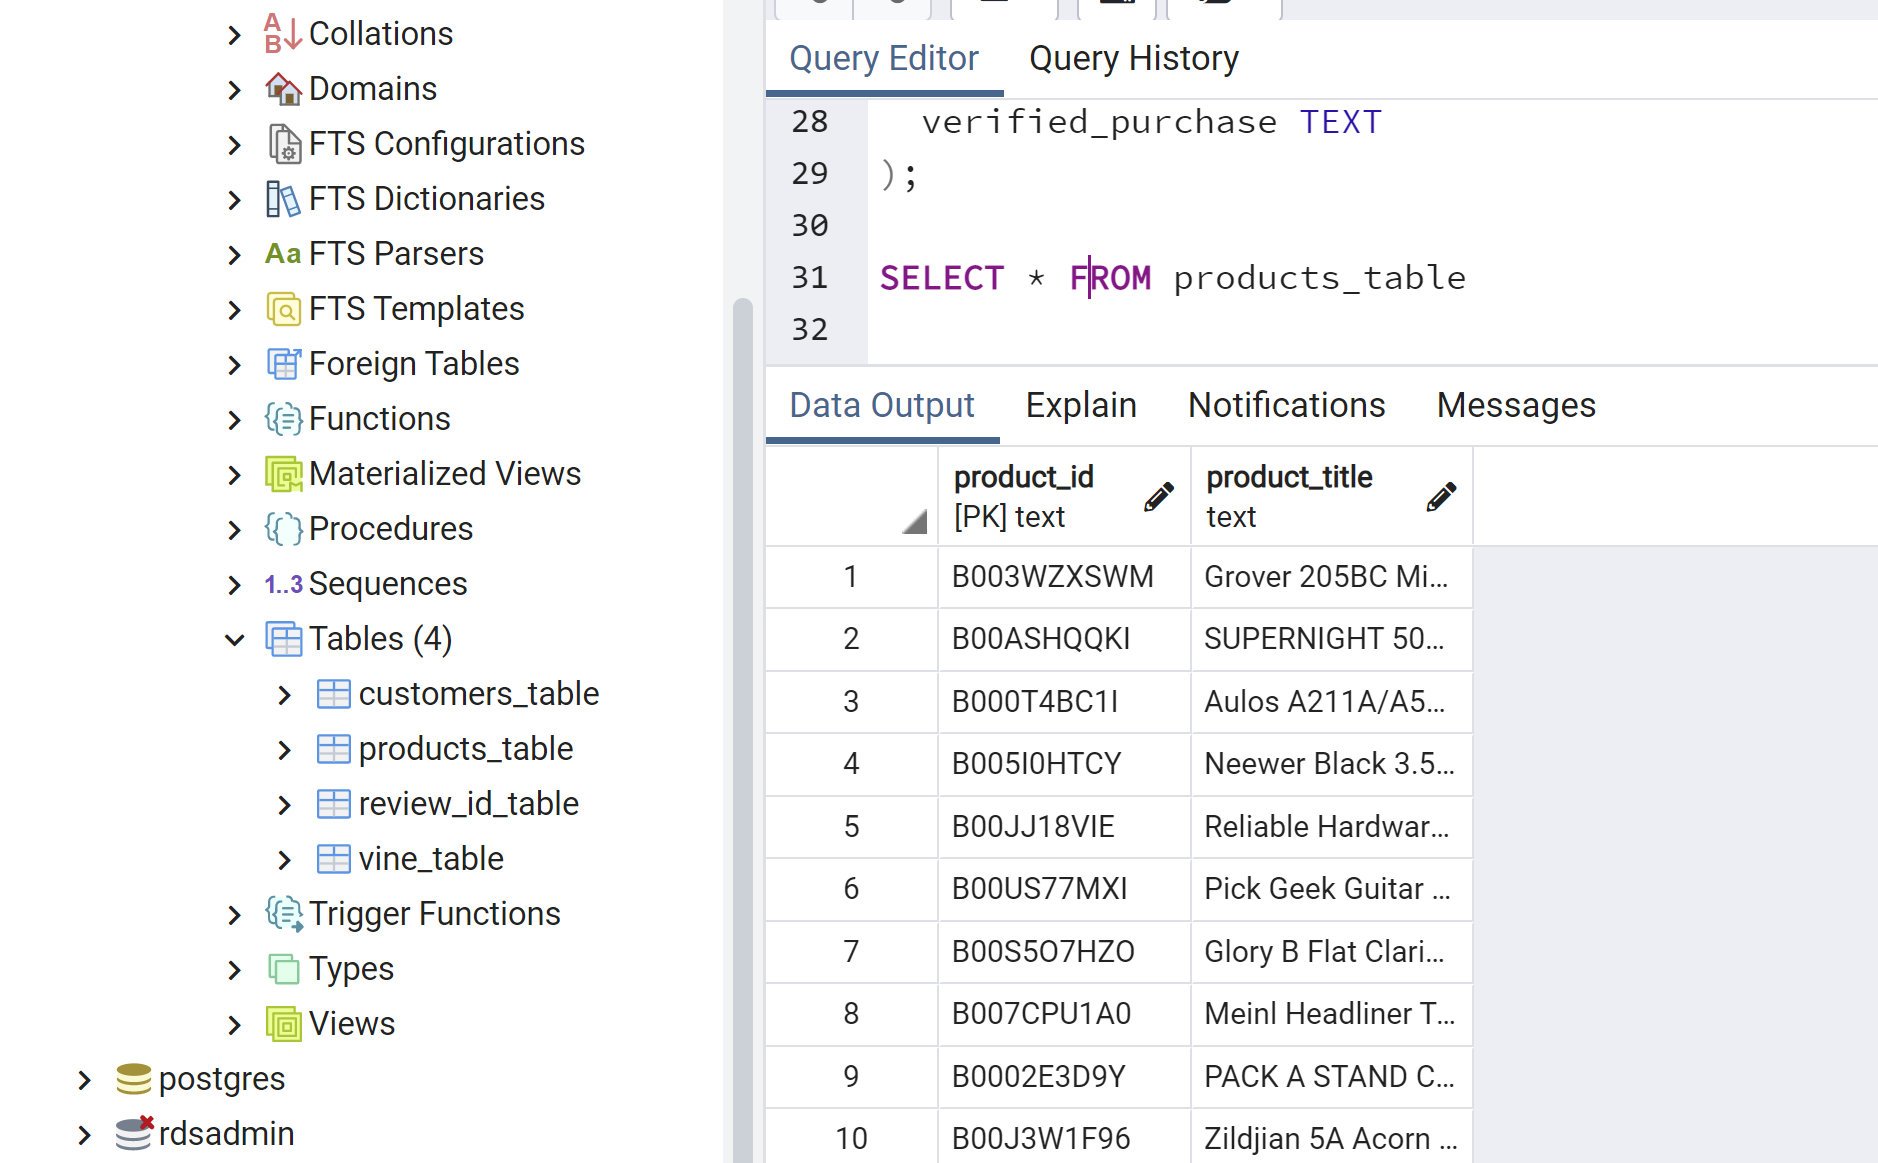 Collations
Domains
FTS Configurations
FTS Dictionaries
Aa FTS Parsers
FTS Templates
Foreign Tables
Functions
Materialized Views
Procedures
1..3 Sequences
Tables (4)
customers_table
products_table
review_id_table
vine_table
Trigger Functions
Types
Views
postgres
rdsadmin
Query Editor Query History
28 verified_purchase TEXT
29 );
30
31 SELECT * FROM products_table
32
Data Output Explain Notifications Messages
product_id product_title
[PK] text text
1 B003WZXSWM Grover 205BC Mi...
2 B00ASHQQKI SUPERNIGHT 50...
3 B000T4BC1I Aulos A211A/A5...
4 B005I0HTCY Neewer Black 3.5...
5 B00JJ18VIE Reliable Hardwar...
6 B00US77MXI Pick Geek Guitar ...
7 B00S5O7HZO Glory B Flat Clari...
8 B007CPU1A0 Meinl Headliner T...
9 B0002E3D9Y PACK A STAND C...
10 B00J3W1F96 Zildjian 5A Acorn ...